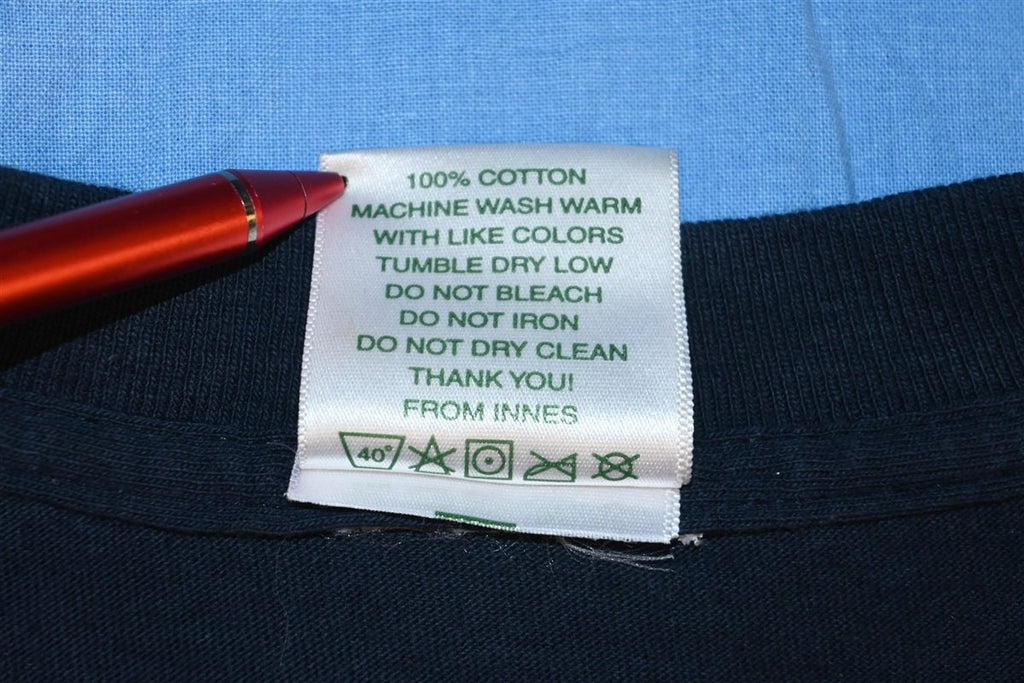 100% COTTON
MACHINE WASH WARM
WITH LIKE COLORS
TUMBLE DRY LOW
DO NOT BLEACH
DO NOT IRON
DO NOT DRY CLEAN
THANK YOU!
FROM INNES
40°